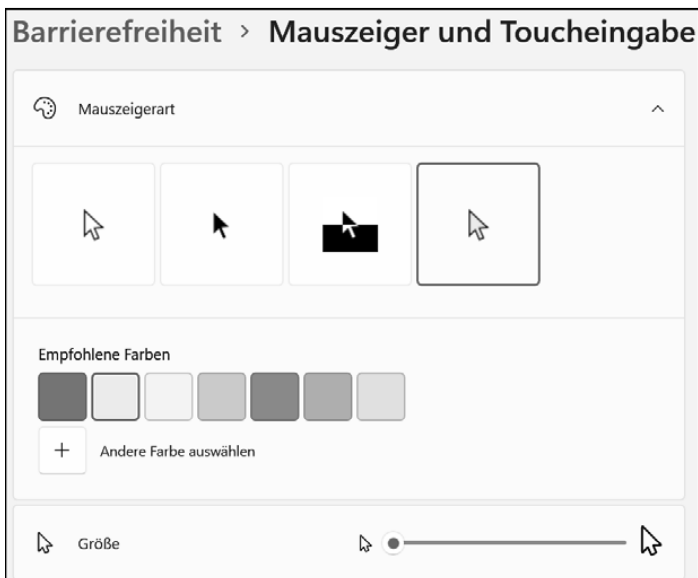 Barrierefreiheit > Mauszeiger und Toucheingabe
Mauszeigerart
Empfohlene Farben
Andere Farbe auswählen
Größe